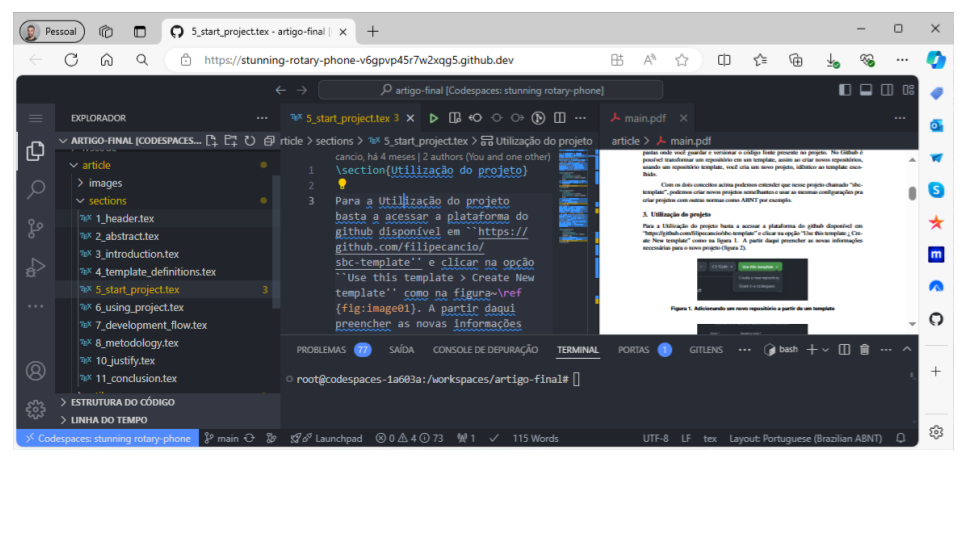 Pessoal
5_start_project.tex - artigo-final [
https://stunning-rotary-phone-v6gpvp45r7w2xqg5.github.dev
artigo-final [Codespaces: stunning rotary-phone]
EXPLORADOR
ARTIGO-FINAL [CODESPACES...
article
images
sections
1_header.tex
2_abstract.tex
3_introduction.tex
4_template_definitions.tex
5_start_project.tex 3
6_using_project.tex
7_development_flow.tex
8_metodology.tex
10_justify.tex
11_conclusion.tex
ESTRUTURA DO CÓDIGO
LINHA DO TEMPO
5_start_project.tex 3
rticle > sections > 5_start_project.tex > Utilização do projeto
cancio, há 4 meses | 2 authors (You and one other)
1 \section{Utilização do projeto}
2
3 Para a Utilização do projeto
basta a acessar a plataforma do
github disponível em ``https://
github.com/filipecancio/
sbc-template'' e clicar na opção
``Use this template > Create New
template'' como na figura~\ref
{fig:image01}. A partir daqui
preencher as novas informações
main.pdf
article > main.pdf
pastas onde você guardar e versionar o código fonte presente no projeto. No Github é
possível transformar um repositório em um template, assim ao criar novos repositórios,
usando um repositório template, você cria um novo projeto, idêntico ao template esco-
lhido.
Com os dois conceitos acima podemos entender que nesse projeto chamado "sbc-
template", podemos criar novos projetos semelhantes e usar as mesmas configurações pra
criar projetos com outras normas como ABNT por exemplo.
3. Utilização do projeto
Para a Utilização do projeto basta a acessar a plataforma do github disponível em
"https://github.com/filipecancio/sbc-template" e clicar na opção "Use this template ¿ Cre-
ate New template" como na figura 1. A partir daqui preencher as novas informações
necessárias para o novo projeto (figura 2).
Use this template
Create a new repository
Figura 1. Adicionando um novo repositório a partir de um template
PROBLEMAS 77 SAÍDA CONSOLE DE DEPURAÇÃO TERMINAL PORTAS 1 GITLENS ... bash
root@codespaces-1a603a:/workspaces/artigo-final#
Codespaces: stunning rotary-phone main Launchpad 0 4 73 1 115 Words UTF-8 LF tex Layout: Portuguese (Brazilian ABNT)